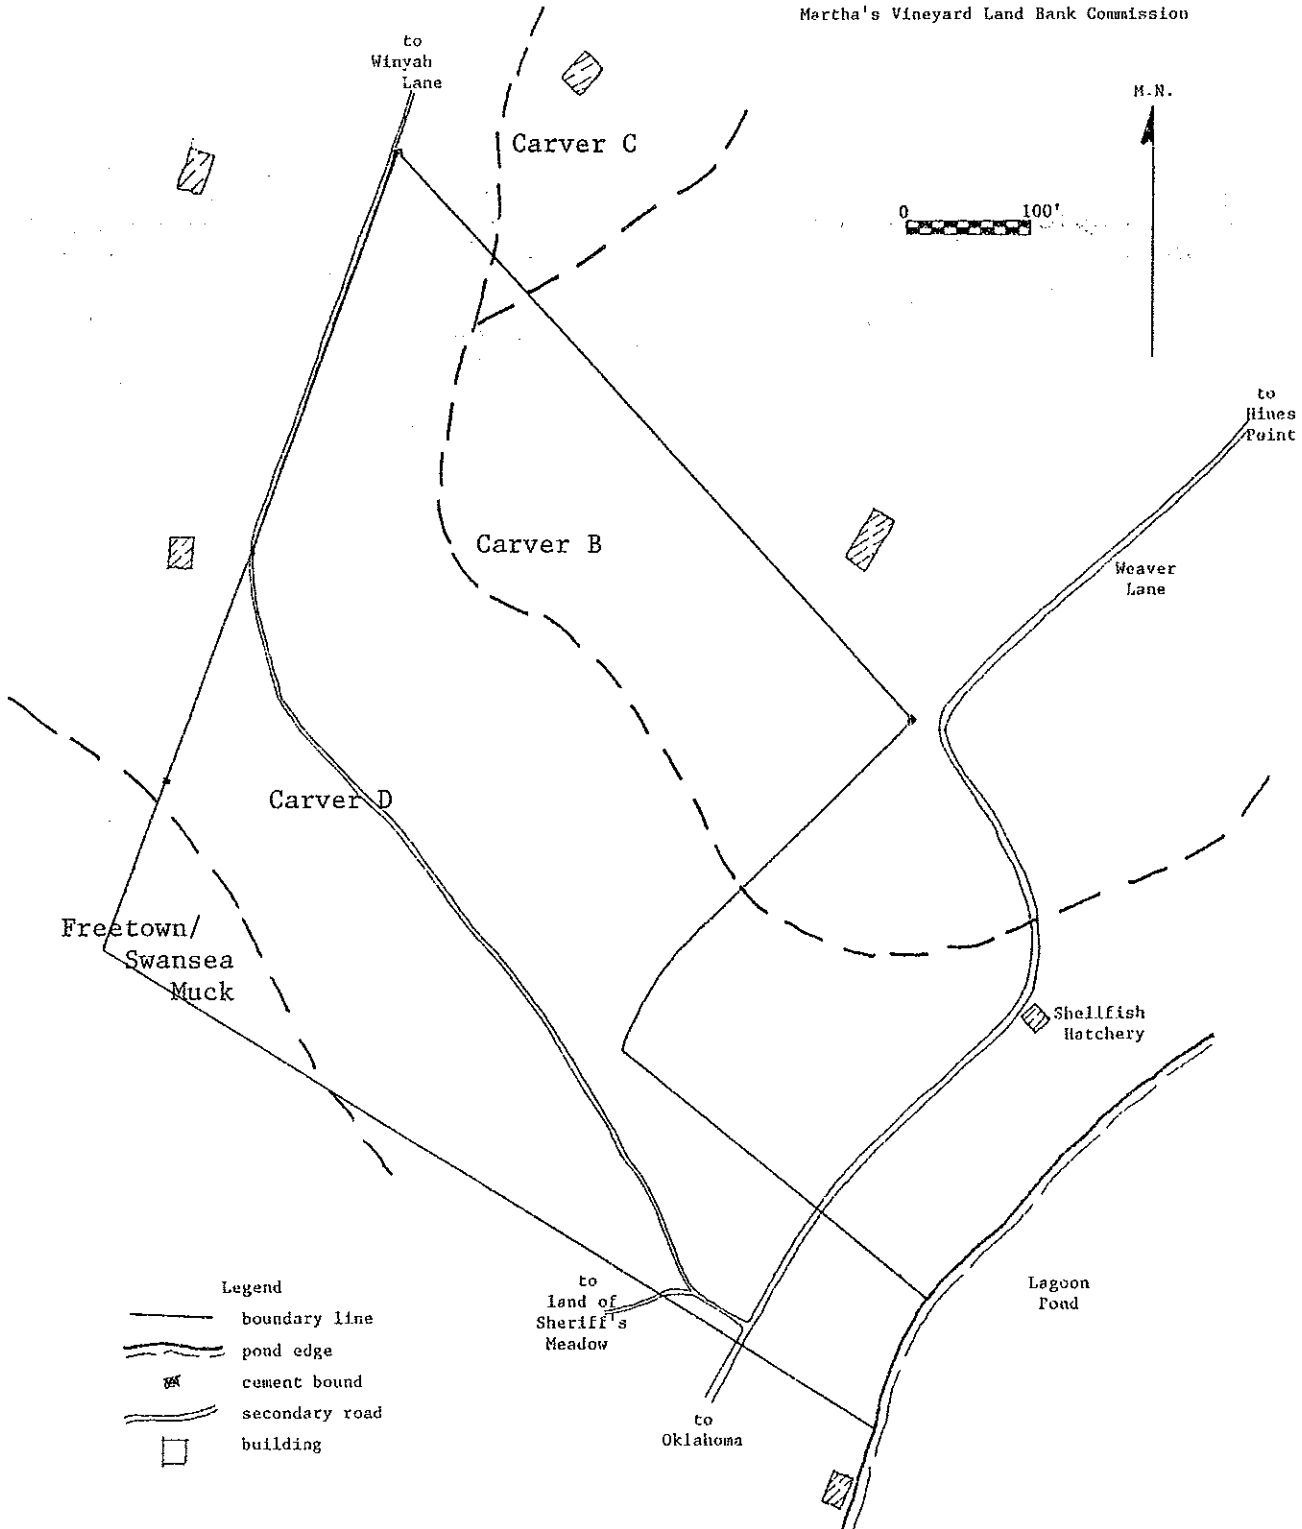 Martha's Vineyard Land Bank Commission
to
Winyah
Lane
M.N.
Carver C
0 100'
to
Hines
Point
Carver B
Weaver
Lane
Carver D
Freetown/
Swansea
Muck
Shellfish
Hatchery
Legend
boundary line
pond edge
cement bound
secondary road
building
to
land of
Sheriff's
Meadow
Lagoon
Pond
to
Oklahoma